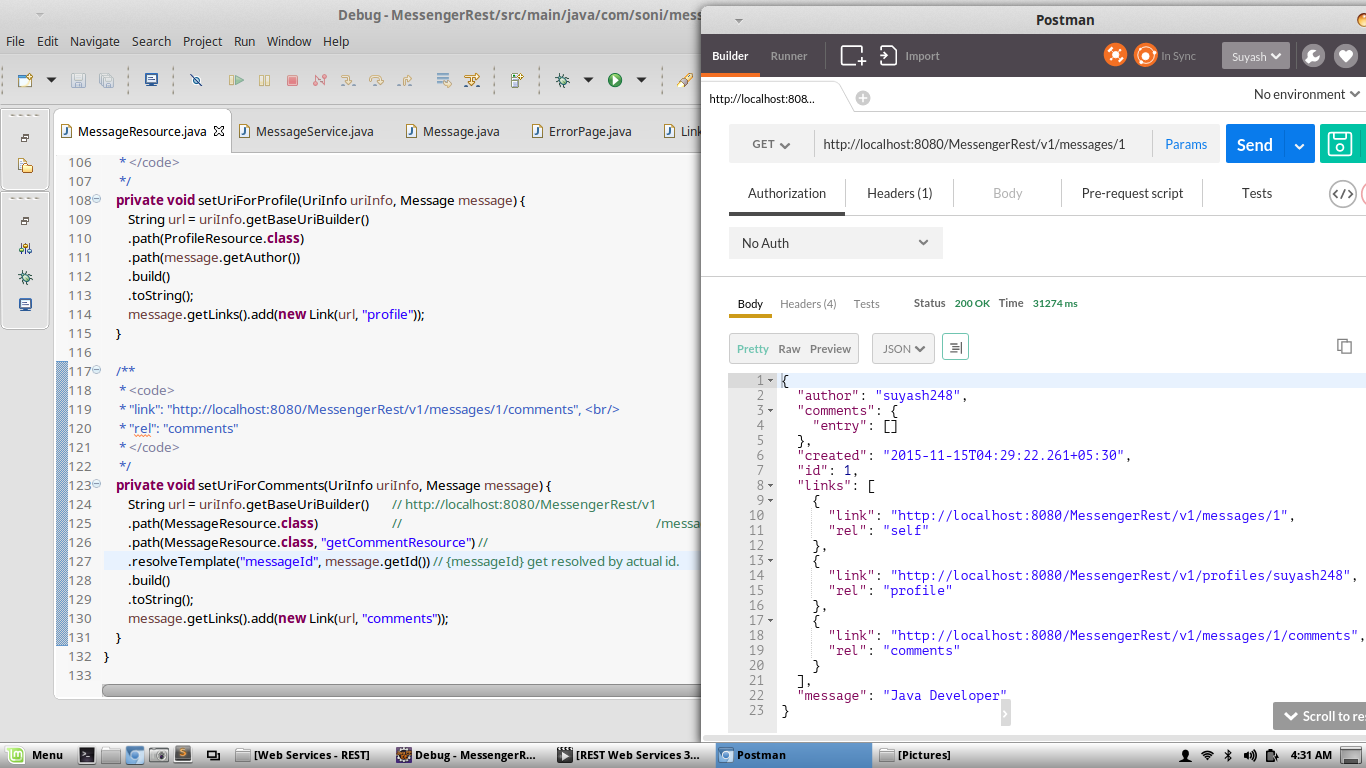 Debug - MessengerRest/src/main/java/com/soni/mess
File Edit Navigate Search Project Run Window Help
MessageResource.java
MessageService.java
Message.java
ErrorPage.java
Link
106 * </code>
107 */
108 private void setUriForProfile(UriInfo uriInfo, Message message) {
109 String url = uriInfo.getBaseUriBuilder()
110 .path(ProfileResource.class)
111 .path(message.getAuthor())
112 .build()
113 .toString();
114 message.getLinks().add(new Link(url, "profile"));
115 }
116
117 /**
118 * <code>
119 * "link": "http://localhost:8080/MessengerRest/v1/messages/1/comments", <br/>
120 * "rel": "comments"
121 * </code>
122 */
123 private void setUriForComments(UriInfo uriInfo, Message message) {
124 String url = uriInfo.getBaseUriBuilder() // http://localhost:8080/MessengerRest/v1
125 .path(MessageResource.class) // /messa
126 .path(MessageResource.class, "getCommentResource") //
127 .resolveTemplate("messageId", message.getId()) // {messageId} get resolved by actual id.
128 .build()
129 .toString();
130 message.getLinks().add(new Link(url, "comments"));
131 }
132 }
133
Postman
Builder Runner Import In Sync Suyash
http://localhost:808...
No environment
GET http://localhost:8080/MessengerRest/v1/messages/1 Params Send
Authorization Headers (1) Body Pre-request script Tests </>
No Auth
Body Headers (4) Tests Status 200 OK Time 31274 ms
Pretty Raw Preview JSON
1 {
2 "author": "suyash248",
3 "comments": {
4 "entry": []
5 },
6 "created": "2015-11-15T04:29:22.261+05:30",
7 "id": 1,
8 "links": [
9 {
10 "link": "http://localhost:8080/MessengerRest/v1/messages/1",
11 "rel": "self"
12 },
13 {
14 "link": "http://localhost:8080/MessengerRest/v1/profiles/suyash248",
15 "rel": "profile"
16 },
17 {
18 "link": "http://localhost:8080/MessengerRest/v1/messages/1/comments",
19 "rel": "comments"
20 }
21 ],
22 "message": "Java Developer"
23 }
Scroll to res
Menu [Web Services - REST] Debug - MessengerR... [REST Web Services 3... Postman [Pictures] 4:31 AM